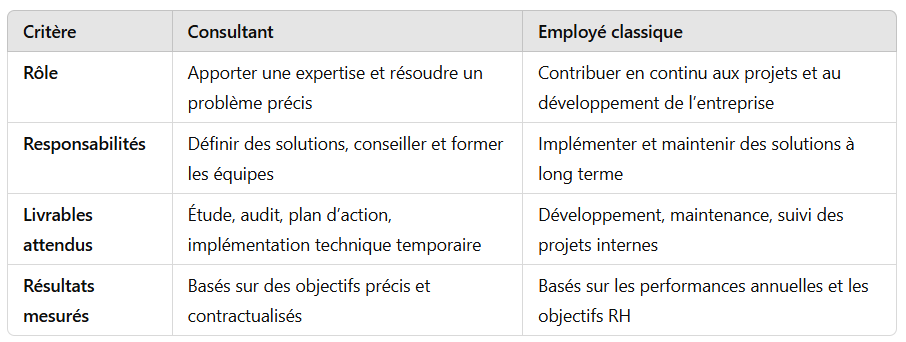 Critère Consultant Employé classique
Rôle Apporter une expertise et résoudre un Contribuer en continu aux projets et au
problème précis développement de l’entreprise
Responsabilités Définir des solutions, conseiller et former Implémenter et maintenir des solutions à
les équipes long terme
Livrables Étude, audit, plan d’action, Développement, maintenance, suivi des
attendus implémentation technique temporaire projets internes
Résultats Basés sur des objectifs précis et Basés sur les performances annuelles et les
mesurés contractualisés objectifs RH